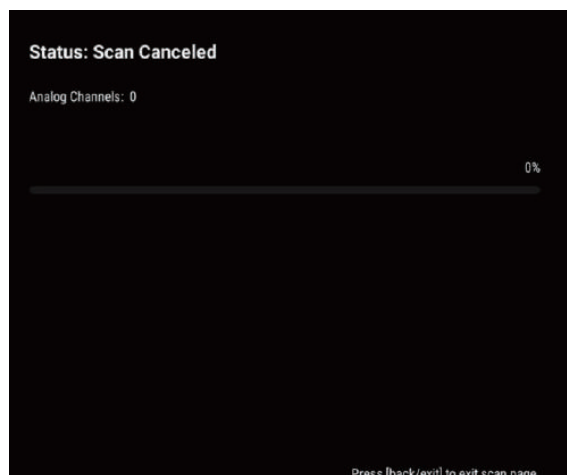 Status: Scan Canceled
Analog Channels: 0
0%
Press [back/exit] to exit scan page